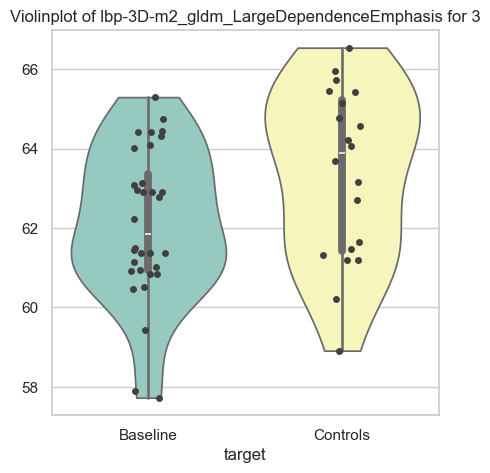 Violinplot of lbp-3D-m2_gldm_LargeDependenceEmphasis for 3
66
64
62
60
58
Baseline
Controls
target